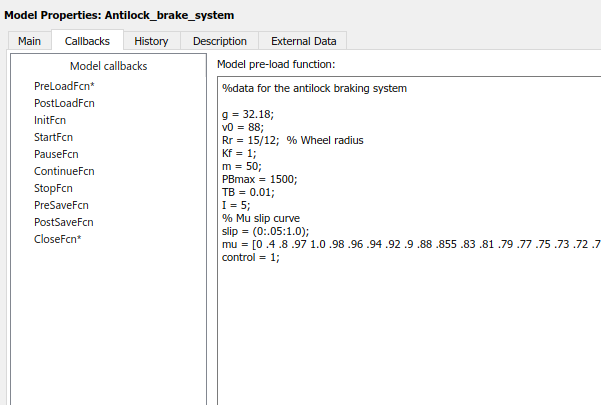 Model Properties: Antilock_brake_system
Main Callbacks History Description External Data
Model callbacks
PreLoadFcn*
PostLoadFcn
InitFcn
StartFcn
PauseFcn
ContinueFcn
StopFcn
PreSaveFcn
PostSaveFcn
CloseFcn*
Model pre-load function:
%data for the antilock braking system
g = 32.18;
v0 = 88;
Rr = 15/12;  % Wheel radius
Kf = 1;
m = 50;
PBmax = 1500;
TB = 0.01;
I = 5;
% Mu slip curve
slip = (0:.05:1.0);
mu = [0 .4 .8 .97 1.0 .98 .96 .94 .92 .9 .88 .855 .83 .81 .79 .77 .75 .73 .72 .7
control = 1;